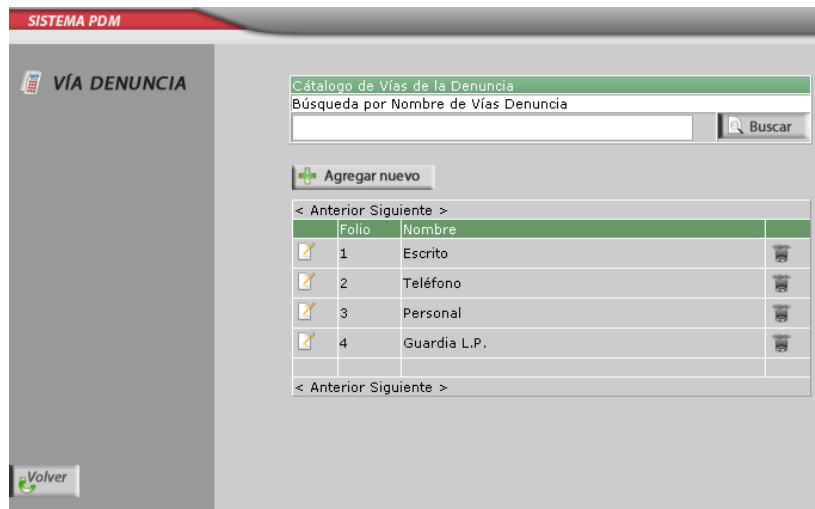 SISTEMA PDM
VÍA DENUNCIA
Cátalogo de Vías de la Denuncia
Búsqueda por Nombre de Vías Denuncia
Buscar
Agregar nuevo
< Anterior Siguiente >
Folio Nombre
1 Escrito
2 Teléfono
3 Personal
4 Guardia L.P.
< Anterior Siguiente >
Volver